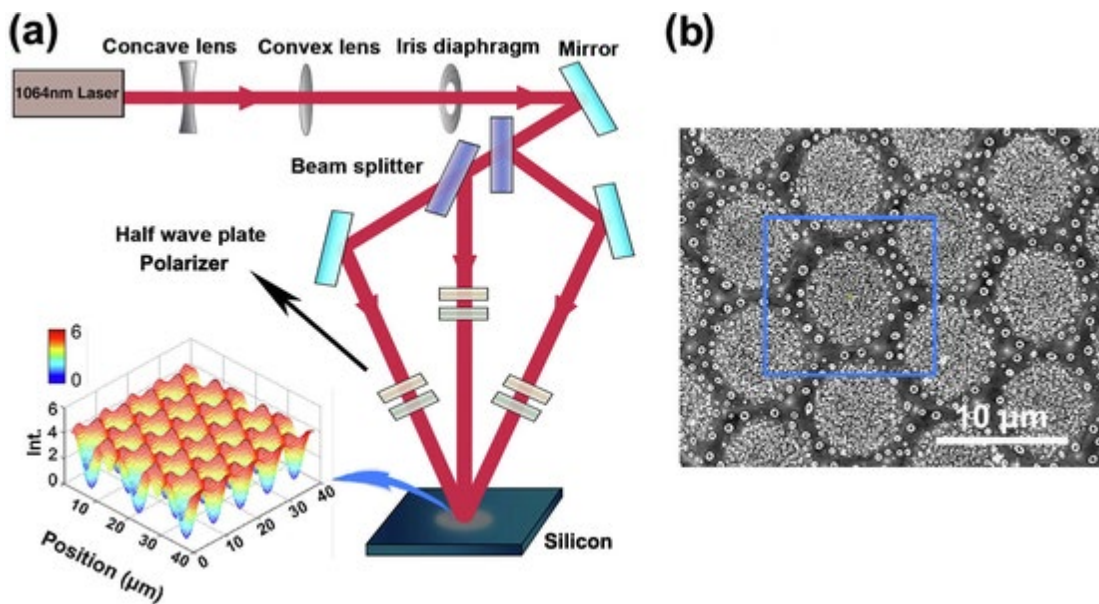 (a)
Concave lens
Convex lens
Iris diaphragm
Mirror
1064nm Laser
Beam splitter
Half wave plate
Polarizer
6
0
6
4
2
0
Int.
10
20
30
40
Position (μm)
0
10
20
30
40
Silicon
(b)
10 μm